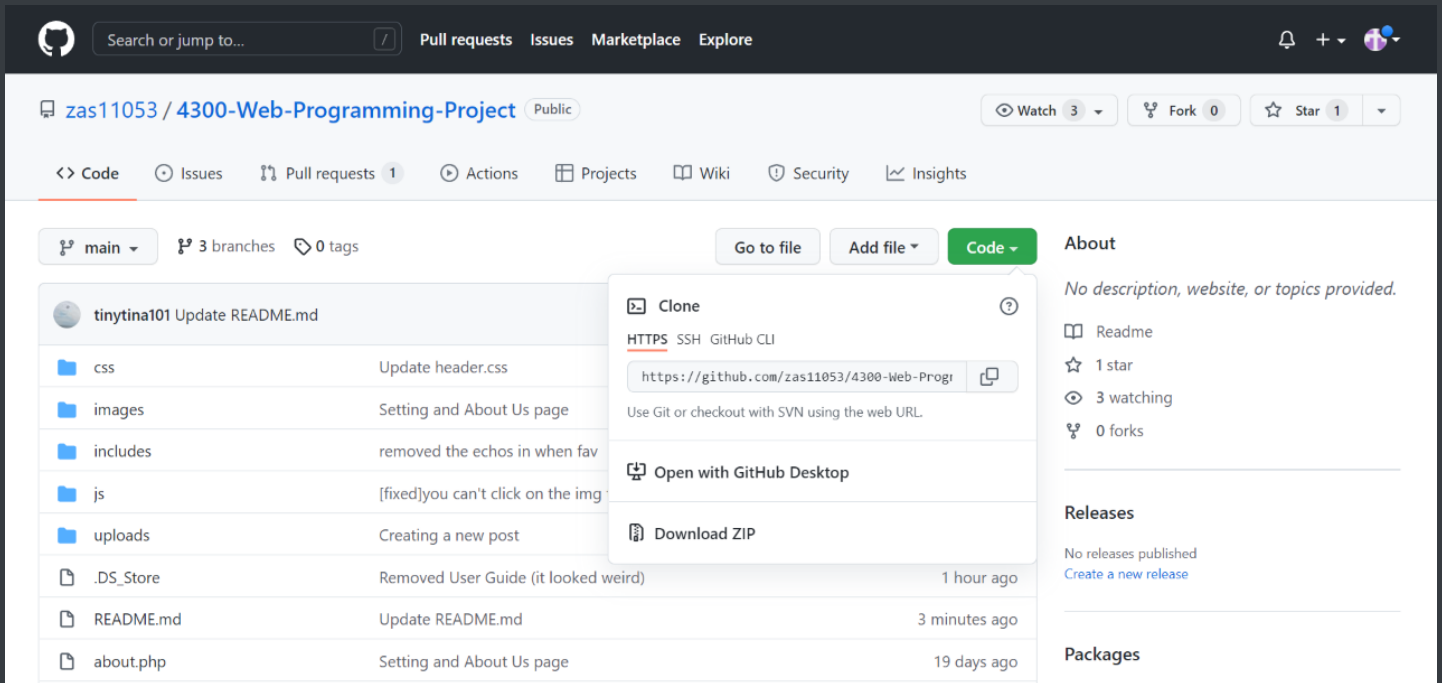 Search or jump to... / Pull requests Issues Marketplace Explore
zas11053 / 4300-Web-Programming-Project Public Watch 3 Fork 0 Star 1
Code Issues Pull requests 1 Actions Projects Wiki Security Insights
main 3 branches 0 tags Go to file Add file Code
tinytina101 Update README.md
css Update header.css
images Setting and About Us page
includes removed the echos in when fav
js [fixed]you can't click on the img
uploads Creating a new post
.DS_Store Removed User Guide (it looked weird) 1 hour ago
README.md Update README.md 3 minutes ago
about.php Setting and About Us page 19 days ago
Clone
HTTPS SSH GitHub CLI
https://github.com/zas11053/4300-Web-Progr
Use Git or checkout with SVN using the web URL.
Open with GitHub Desktop
Download ZIP
About
No description, website, or topics provided.
Readme
1 star
3 watching
0 forks
Releases
No releases published
Create a new release
Packages